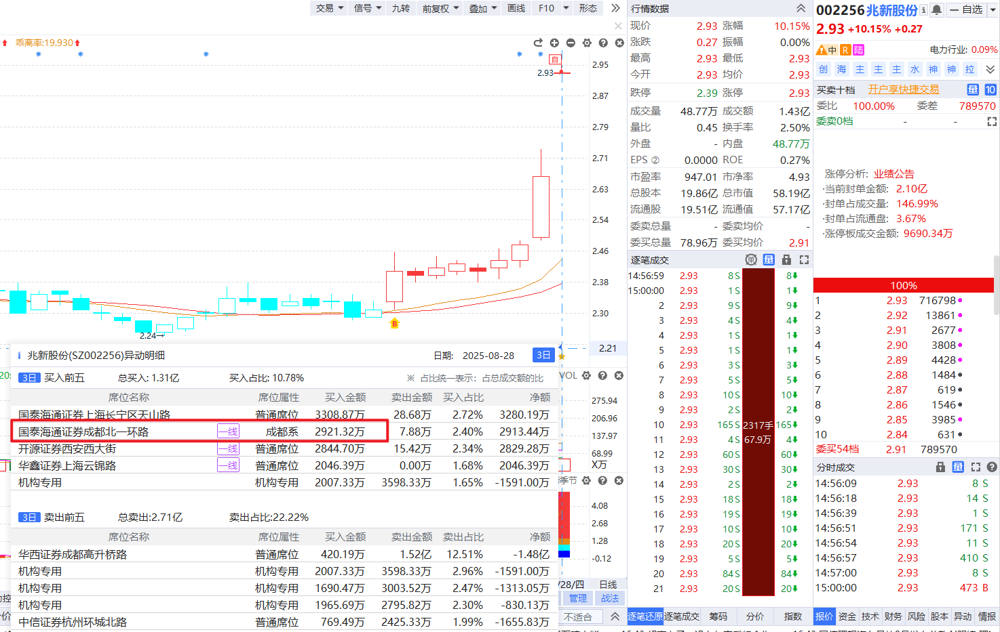 交易 信号 九转 前复权 叠加 画线 F10 形态
乖离率:19.930
自
2.93
2.95
2.87
2.79
2.71
2.63
2.54
2.46
2.38
2.30
2.21
2.24
B
兆新股份(SZ002256)异动明细 日期: 2025-08-28 3日
3日 买入前五 总买入: 1.31亿 买入占比: 10.78% ※ 占比统一表示: 占总成交额的比
席位名称 席位属性 买入金额 卖出金额 买入占比 净额
国泰海通证券上海长宁区天山路 普通席位 3308.87万 28.68万 2.72% 3280.19万
国泰海通证券成都北一环路 一线 成都系 2921.32万 7.88万 2.40% 2913.44万
开源证券西安西大街 一线 普通席位 2844.70万 15.42万 2.34% 2829.28万
华鑫证券上海云锦路 一线 普通席位 2046.39万 0.00万 1.68% 2046.39万
机构专用 机构专用 2007.33万 3598.33万 1.65% -1591.00万
3日 卖出前五 总卖出:2.71亿 卖出占比:22.22%
席位名称 席位属性 买入金额 卖出金额 卖出占比 净额
华西证券成都高升桥路 普通席位 420.19万 1.52亿 12.51% -1.48亿
机构专用 机构专用 2007.33万 3598.33万 2.96% -1591.00万
机构专用 机构专用 1690.47万 3003.52万 2.47% -1313.05万
机构专用 机构专用 1965.69万 2795.82万 2.30% -830.13万
中信证券杭州环城北路 普通席位 769.49万 2425.33万 1.99% -1655.83万
VOL
275.94
206.96
137.97
68.99
X万
季节
4.08
2.68
1.28
-0.12
/28/四 日线
管理 战法
不适合
行情数据
现价 2.93 涨幅 10.15%
涨跌 0.27 振幅 0.00%
最高 2.93 最低 2.93
今开 2.93 均价 2.93
跌停 2.39 涨停 2.93
成交量 48.77万 成交额 1.43亿
量比 0.45 换手率 2.50%
外盘 - 内盘 48.77万
EPS ② 0.0000 ROE 0.27%
市盈率 947.01 市净率 4.93
总股本 19.86亿 总市值 58.19亿
流通股 19.51亿 流通值 57.17亿
委卖总量 - 委卖均价 -
委买总量 78.96万 委买均价 2.91
逐笔成交 单 量
14:56:59 2.93 8 S 8
15:00:00 2.93 1 S 1
2 2.93 9 S 9
3 2.93 4 S 4
4 2.93 1 S 1
5 2.93 1 S 1
6 2.93 3 S 3
7 2.93 5 S 5
8 2.93 10 S 10
9 2.93 2 S 2
10 2.93 165 S 2317手 165
11 2.93 4 S 67.9万 4
12 2.93 60 S 60
13 2.93 30 S 30
14 2.93 2 S 2
15 2.93 18 S 18
16 2.93 19 S 19
17 2.93 10 S 10
18 2.93 20 S 20
19 2.93 5 S 5
20 2.93 84 S 84
21 2.93 20 S 20
逐笔还原 逐笔成交 筹码 分价 指数
002256 兆新股份 自选
2.93 +10.15% +0.27
中 R 陆 电力行业: 0.09%
创 海 主 主 主 水 神 神 拉
买卖十档 开户享快捷交易 量 10
委比 100.00% 委差 789570
委卖0档 - -
涨停分析: 业绩公告
·当前封单金额: 2.10亿
·封单占成交量: 146.99%
·封单占流通盘: 3.67%
·涨停板成交金额: 9690.34万
100%
1 2.93 716798
2 2.92 13861
3 2.91 2677
4 2.90 3808
5 2.89 4428
6 2.88 1484
7 2.87 619
8 2.86 1546
9 2.85 3985
10 2.84 631
委买54档 2.91 789570
分时成交 量
14:56:09 2.93 8 S
14:56:18 2.93 14 S
14:56:39 2.93 1 S
14:56:51 2.93 171 S
14:56:54 2.93 11 S
14:56:57 2.93 410 S
14:57:00 2.93 8 S
15:00:00 2.93 473 B
报价 资金 技术 财务 风险 股本 异动 情报